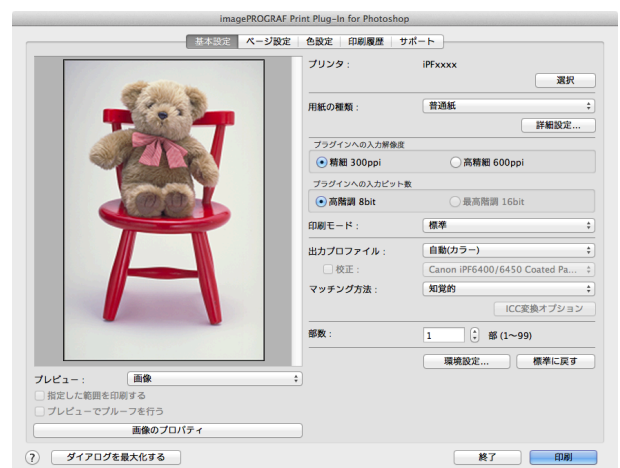 imagePROGRAF Print Plug-In for Photoshop
基本設定 ページ設定 色設定 印刷履歴 サポート
プリンタ： iPFxxxx
選択
用紙の種類： 普通紙
詳細設定...
プラグインへの入力解像度
精細 300ppi 高精細 600ppi
プラグインへの入力ビット数
高階調 8bit 最高階調 16bit
印刷モード： 標準
出力プロファイル： 自動(カラー)
校正： Canon iPF6400/6450 Coated Pa...
マッチング方法： 知覚的
ICC変換オプション
部数： 1 部 (1〜99)
環境設定... 標準に戻す
プレビュー： 画像
指定した範囲を印刷する
プレビューでプルーフを行う
画像のプロパティ
? ダイアログを最大化する 終了 印刷